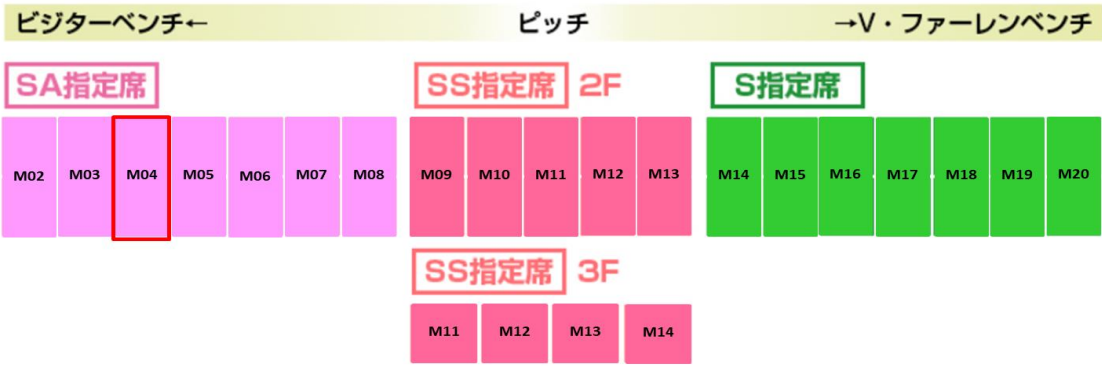 ビジターベンチ← ピッチ →V・ファーレンベンチ
SA指定席 SS指定席 2F S指定席
M02 M03 M04 M05 M06 M07 M08 M09 M10 M11 M12 M13 M14 M15 M16 M17 M18 M19 M20
SS指定席 3F
M11 M12 M13 M14